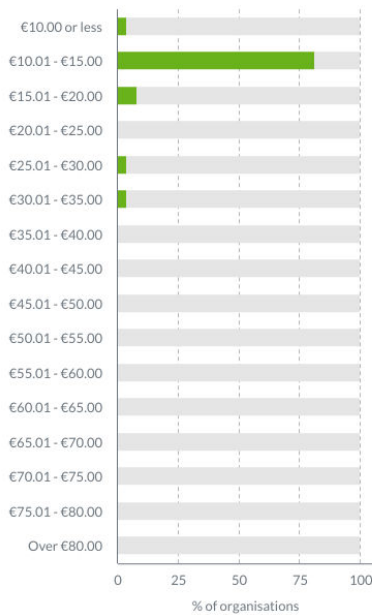 €10.00 or less
€10.01 - €15.00
€15.01 - €20.00
€20.01 - €25.00
€25.01 - €30.00
€30.01 - €35.00
€35.01 - €40.00
€40.01 - €45.00
€45.01 - €50.00
€50.01 - €55.00
€55.01 - €60.00
€60.01 - €65.00
€65.01 - €70.00
€70.01 - €75.00
€75.01 - €80.00
Over €80.00
0 25 50 75 100
% of organisations